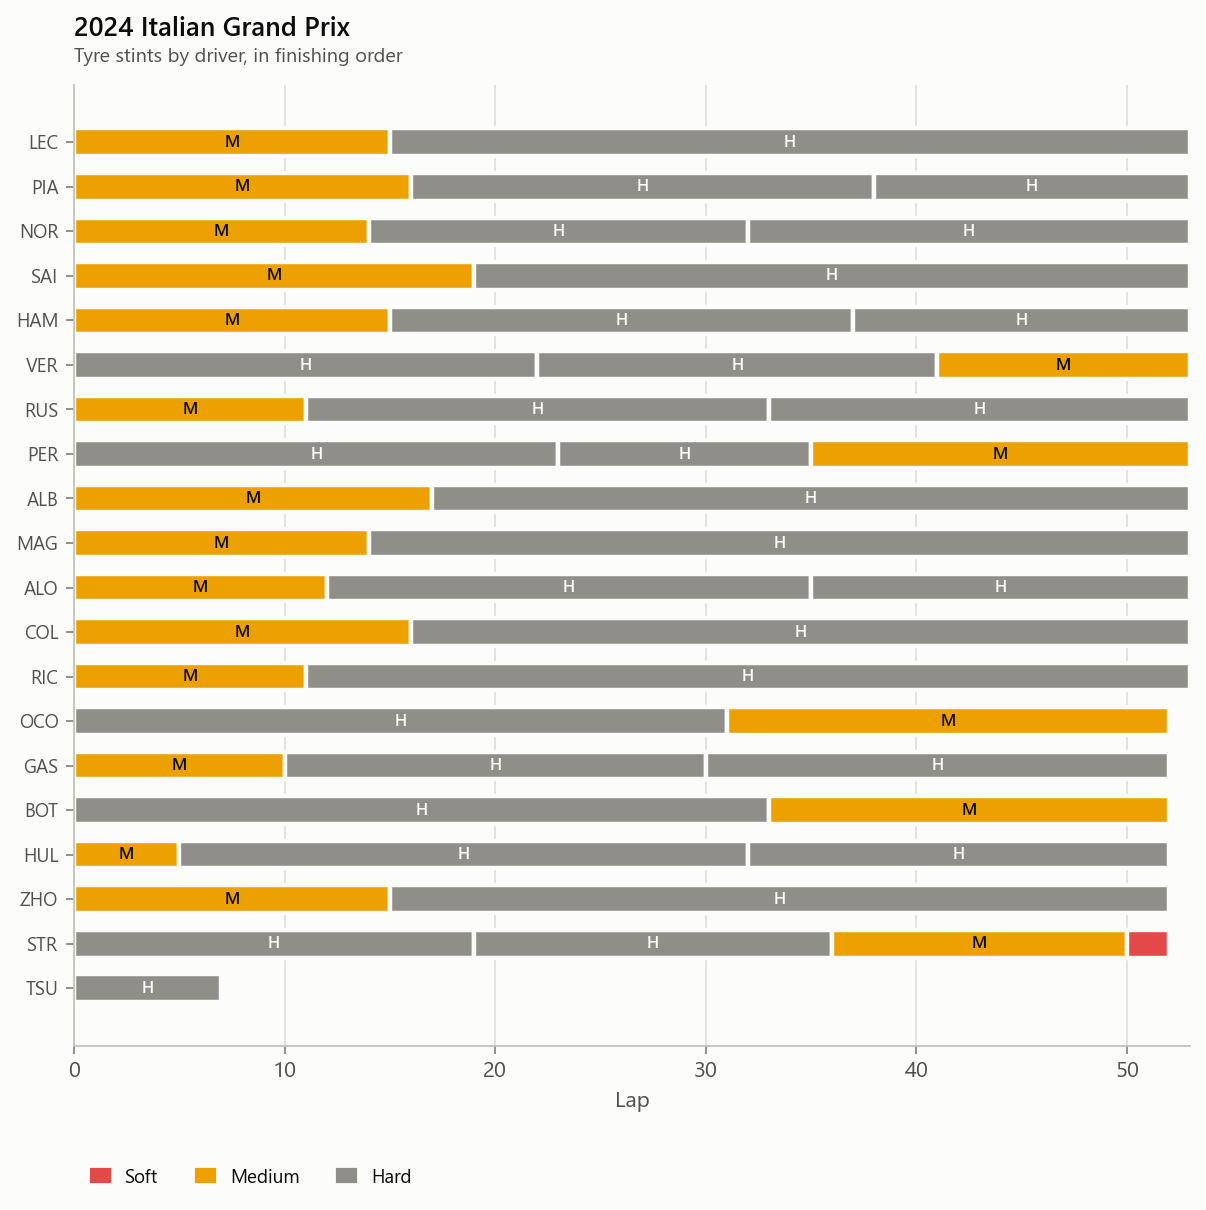 2024 Italian Grand Prix
Tyre stints by driver, in finishing order
LEC M H
PIA M H H
NOR M H H
SAI M H
HAM M H H
VER H H M
RUS M H H
PER H H M
ALB M H
MAG M H
ALO M H H
COL M H
RIC M H
OCO H M
GAS M H H
BOT H M
HUL M H H
ZHO M H
STR H H M
TSU H
0 10 20 30 40 50
Lap
Soft Medium Hard